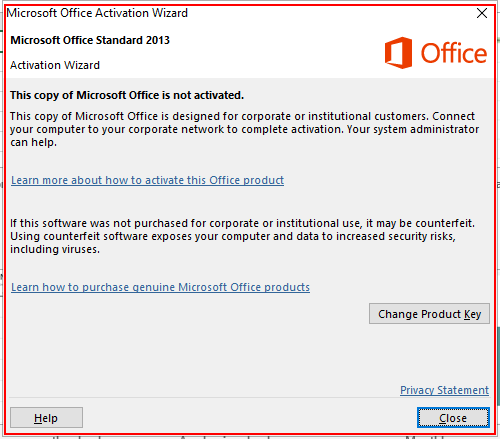 Microsoft Office Activation Wizard
Microsoft Office Standard 2013
Office
Activation Wizard
This copy of Microsoft Office is not activated.
This copy of Microsoft Office is designed for corporate or institutional customers. Connect
your computer to your corporate network to complete activation. Your system administrator
can help.
Learn more about how to activate this Office product
If this software was not purchased for corporate or institutional use, it may be counterfeit.
Using counterfeit software exposes your computer and data to increased security risks,
including viruses.
Learn how to purchase genuine Microsoft Office products
Change Product Key
Privacy Statement
Help
Close